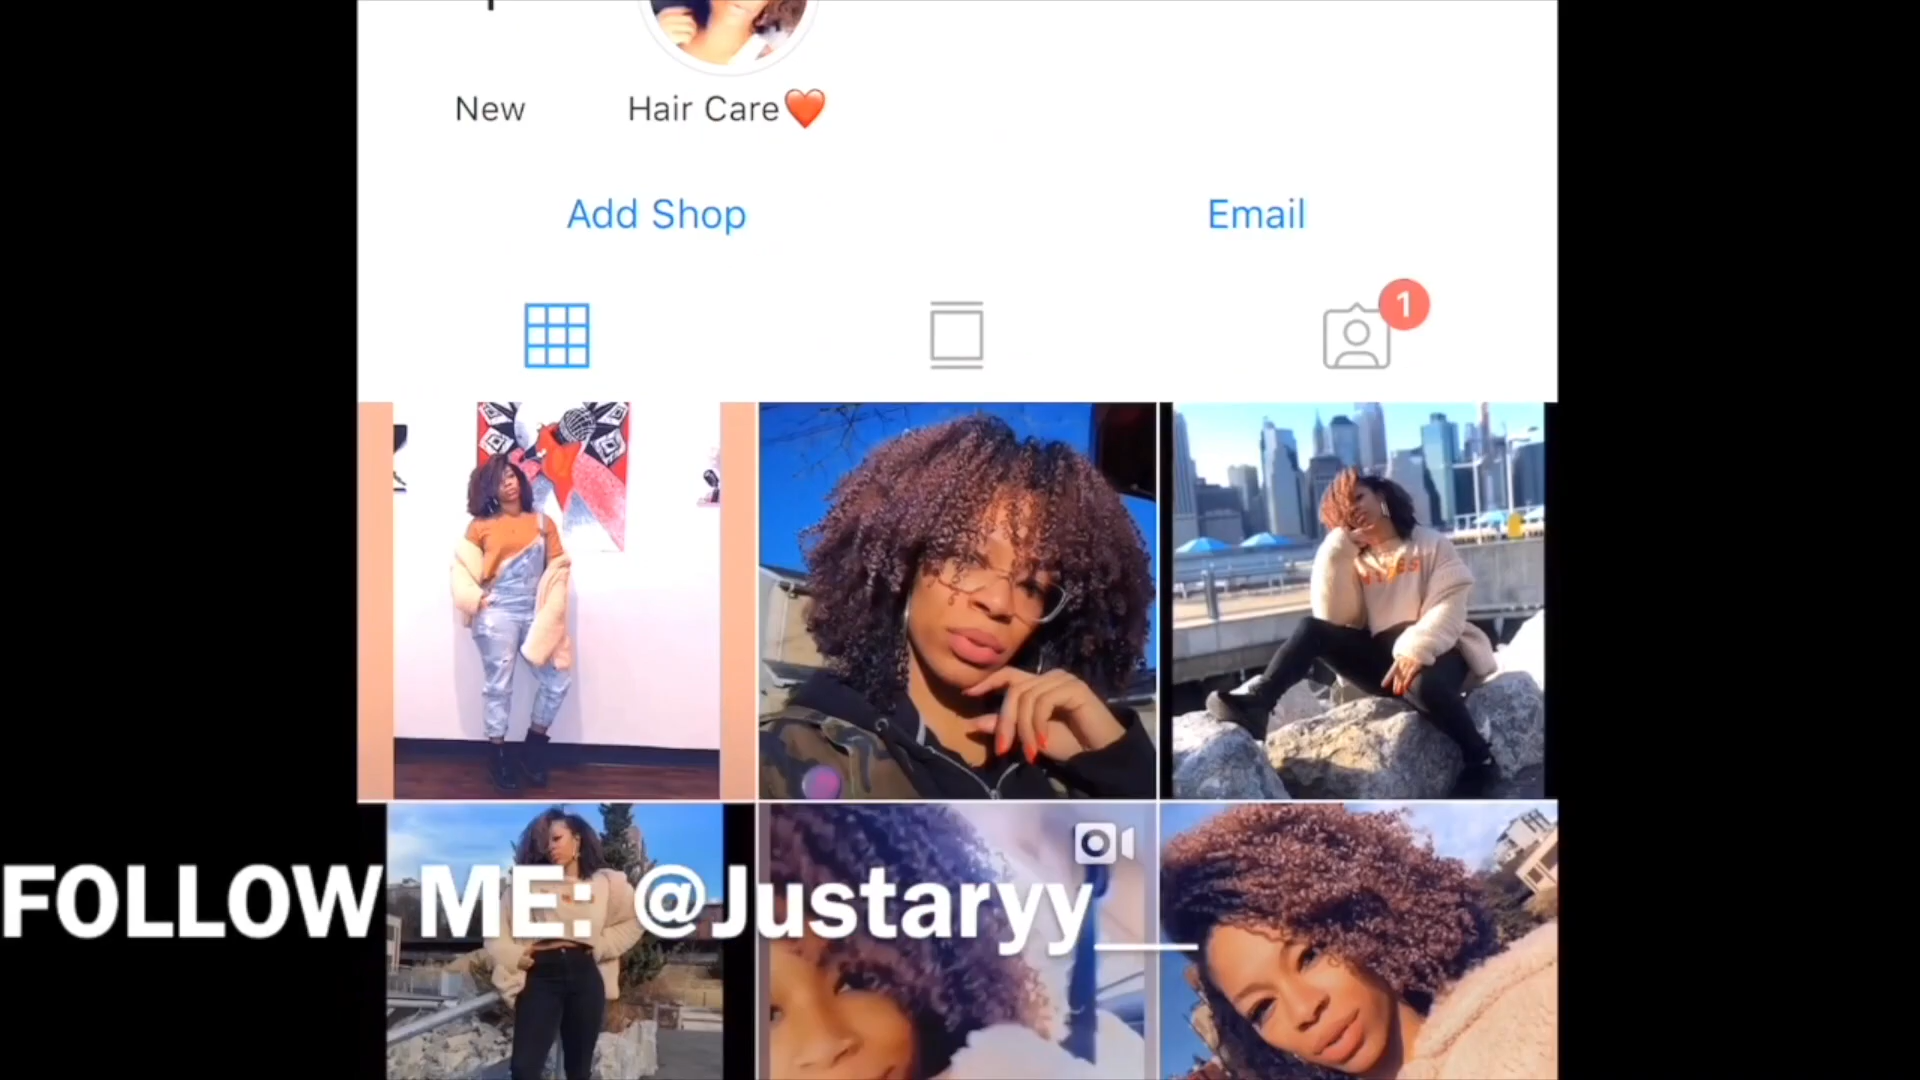 New
Hair Care❤️
Add Shop
Email
1
FOLLOW ME: @Justaryy__